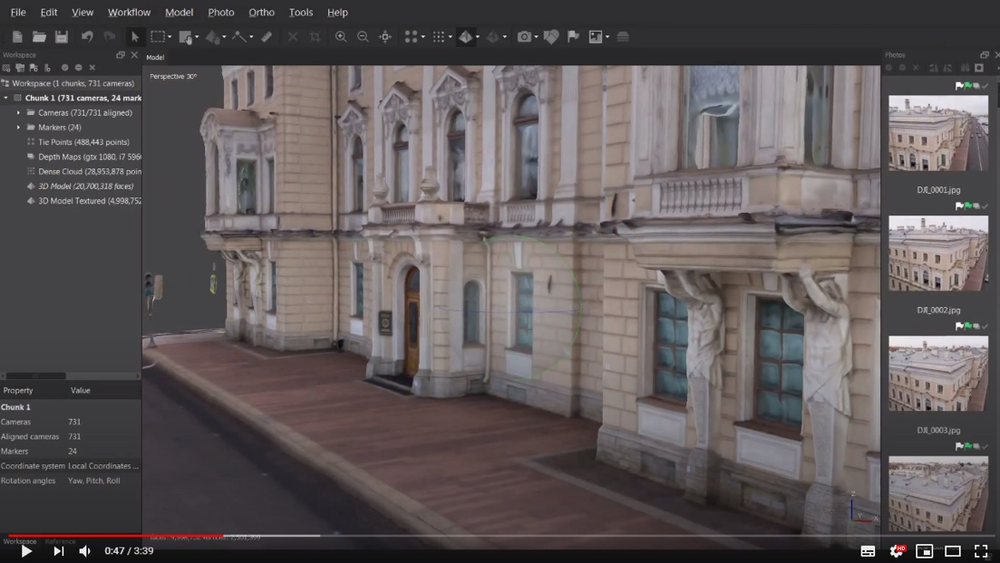 File Edit View Workflow Model Photo Ortho Tools Help
Workspace
Model
Photos
Perspective 30°
Workspace (1 chunks, 731 cameras)
Chunk 1 (731 cameras, 24 mark
Cameras (731/731 aligned)
Markers (24)
Tie Points (488,443 points)
Depth Maps (gtx 1080, i7 596
Dense Cloud (28,953,878 poin
3D Model (20,700,318 faces)
3D Model Textured (4,998,752
DJI_0001.jpg
DJI_0002.jpg
DJI_0003.jpg
Property Value
Chunk 1
Cameras 731
Aligned cameras 731
Markers 24
Coordinate system Local Coordinates ...
Rotation angles Yaw, Pitch, Roll
Workspace Reference
0:47 / 3:39
HD